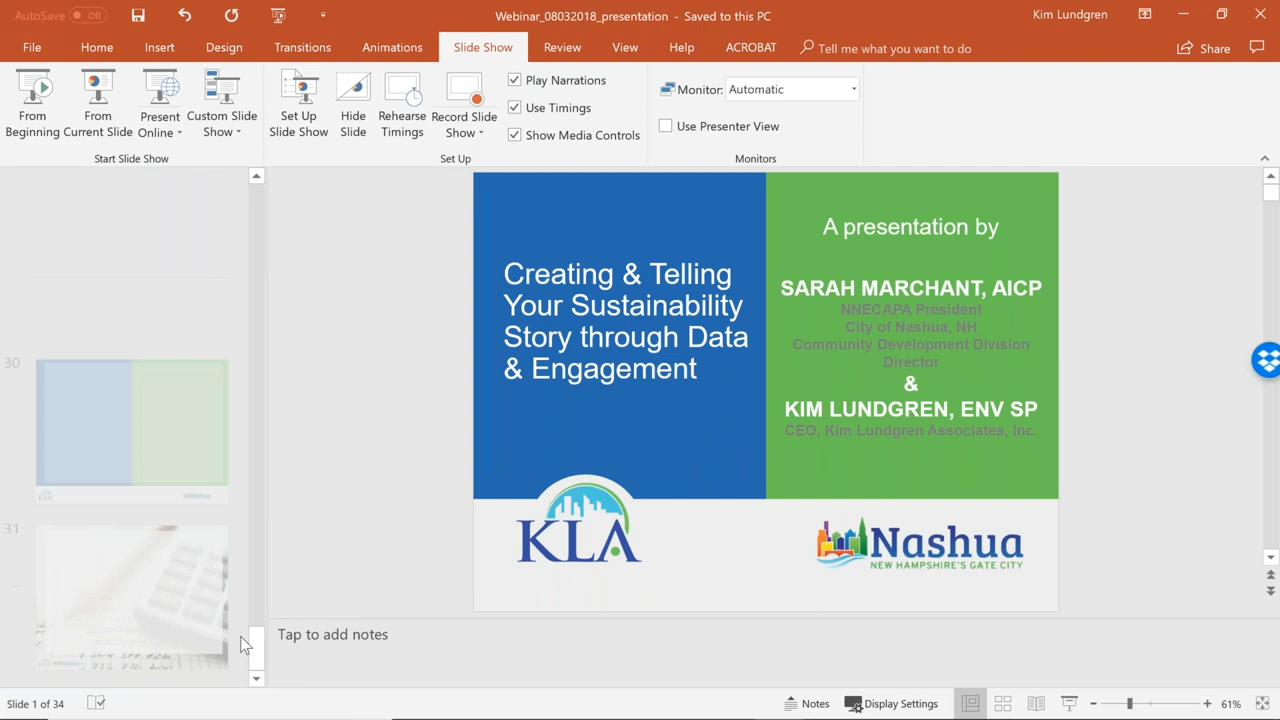 AutoSave Off
Webinar_08032018_presentation - Saved to this PC
Kim Lundgren
File Home Insert Design Transitions Animations Slide Show Review View Help ACROBAT Tell me what you want to do Share
From Beginning
From Current Slide
Present Online
Custom Slide Show
Start Slide Show
Set Up Slide Show
Hide Slide
Rehearse Timings
Record Slide Show
Play Narrations
Use Timings
Show Media Controls
Set Up
Monitor: Automatic
Use Presenter View
Monitors
30
31
Creating & Telling
Your Sustainability
Story through Data
& Engagement
A presentation by
SARAH MARCHANT, AICP
NNECAPA President
City of Nashua, NH
Community Development Division
Director
&
KIM LUNDGREN, ENV SP
CEO, Kim Lundgren Associates, Inc.
KLA
Nashua
NEW HAMPSHIRE'S GATE CITY
Tap to add notes
Slide 1 of 34
Notes
Display Settings
61%